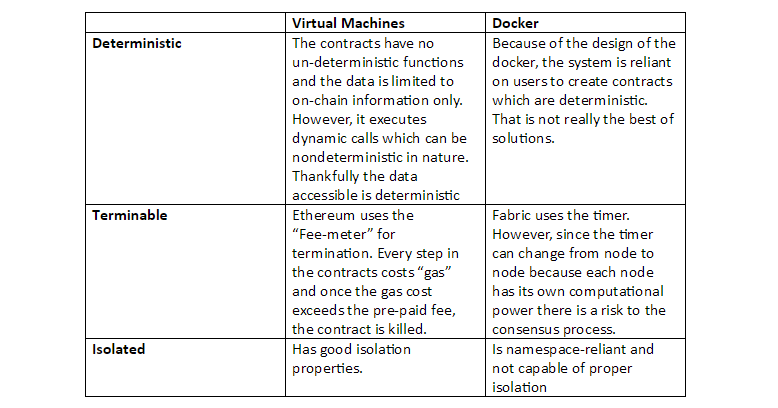 Virtual Machines
Docker
Deterministic
The contracts have no
un-deterministic functions
and the data is limited to
on-chain information only.
However, it executes
dynamic calls which can be
nondeterministic in nature.
Thankfully the data
accessible is deterministic
Because of the design of the
docker, the system is reliant
on users to create contracts
which are deterministic.
That is not really the best of
solutions.
Terminable
Ethereum uses the
“Fee-meter” for
termination. Every step in
the contracts costs “gas”
and once the gas cost
exceeds the pre-paid fee,
the contract is killed.
Fabric uses the timer.
However, since the timer
can change from node to
node because each node
has its own computational
power there is a risk to the
consensus process.
Isolated
Has good isolation
properties.
Is namespace-reliant and
not capable of proper
isolation